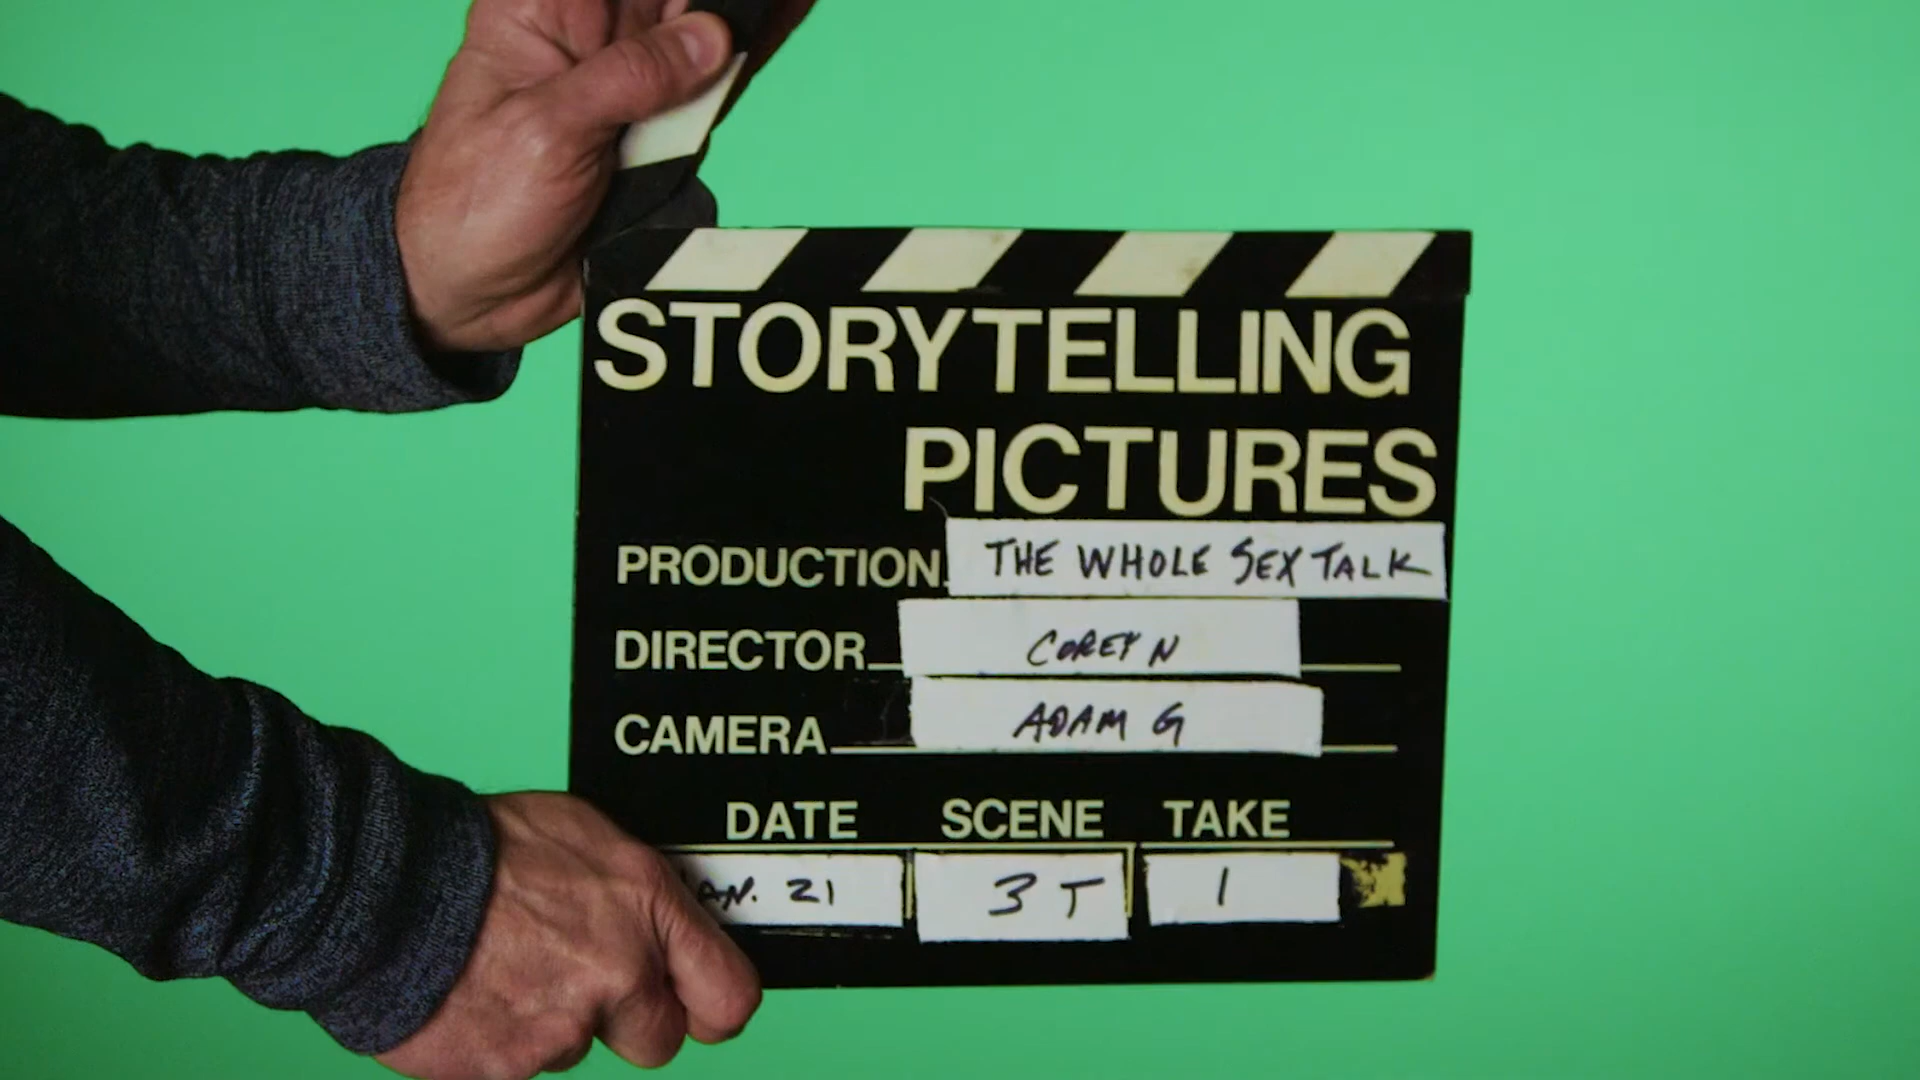 STORYTELLING
PICTURES
PRODUCTION THE WHOLE SEX TALK
DIRECTOR COREY N
CAMERA ADAM G
DATE SCENE TAKE
AN. 21 3T 1